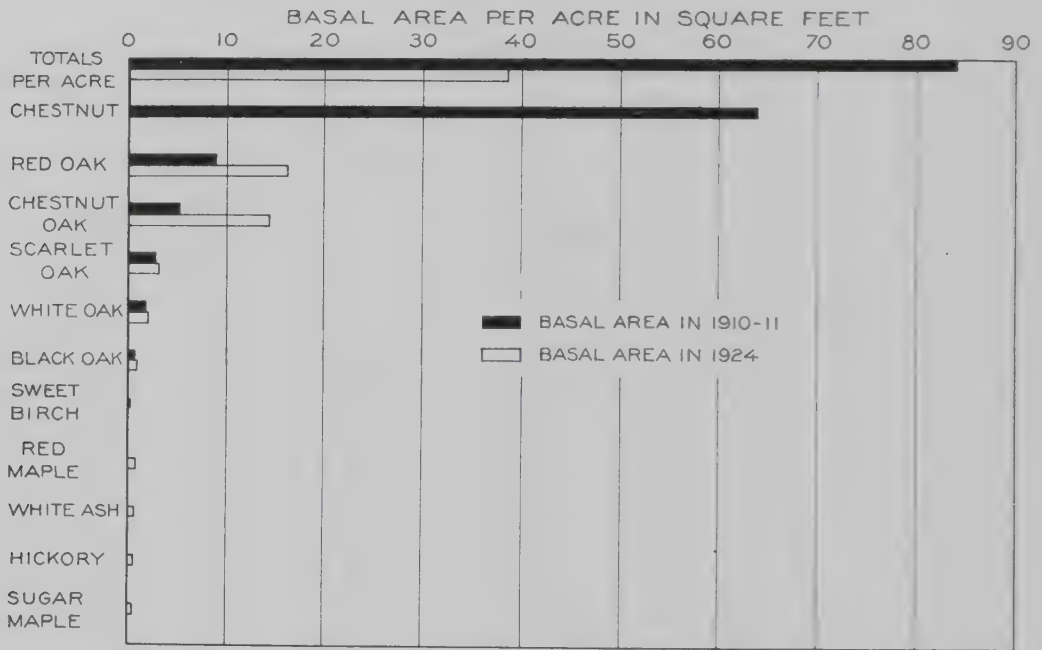 BASAL AREA PER ACRE IN SQUARE FEET
0 10 20 30 40 50 60 70 80 90
TOTALS
PER ACRE
CHESTNUT
RED OAK
CHESTNUT
OAK
SCARLET
OAK
WHITE OAK
BASAL AREA IN 1910-11
BASAL AREA IN 1924
BLACK OAK
SWEET
BIRCH
RED
MAPLE
WHITE ASH
HICKORY
SUGAR
MAPLE